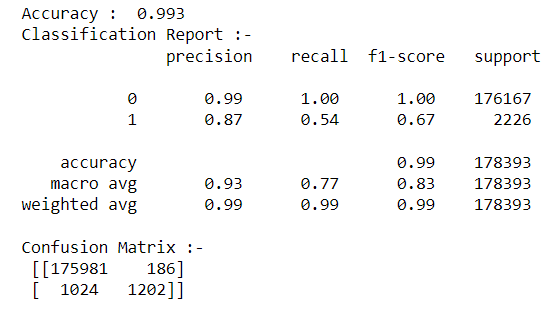 Accuracy :  0.993
Classification Report :-
              precision    recall  f1-score   support

           0       0.99      1.00      1.00    176167
           1       0.87      0.54      0.67      2226

    accuracy                           0.99    178393
   macro avg       0.93      0.77      0.83    178393
weighted avg       0.99      0.99      0.99    178393

Confusion Matrix :-
 [[175981    186]
 [  1024   1202]]